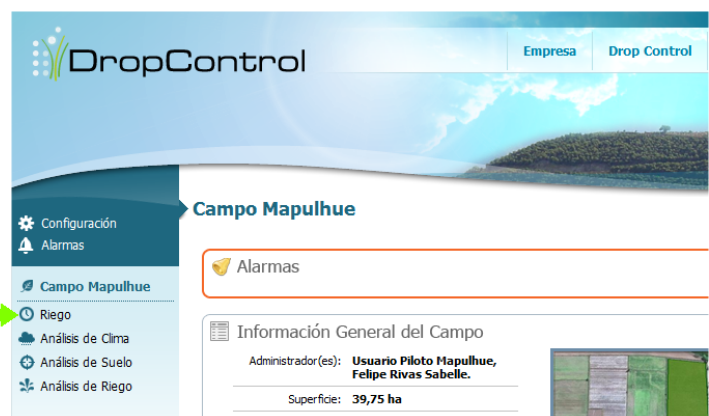 DropControl
Empresa
Drop Control
Configuración
Alarmas
Campo Mapulhue
Riego
Análisis de Clima
Análisis de Suelo
Análisis de Riego
Campo Mapulhue
Alarmas
Información General del Campo
Administrador(es): Usuario Piloto Mapulhue,
Felipe Rivas Sabelle.
Superficie: 39,75 ha